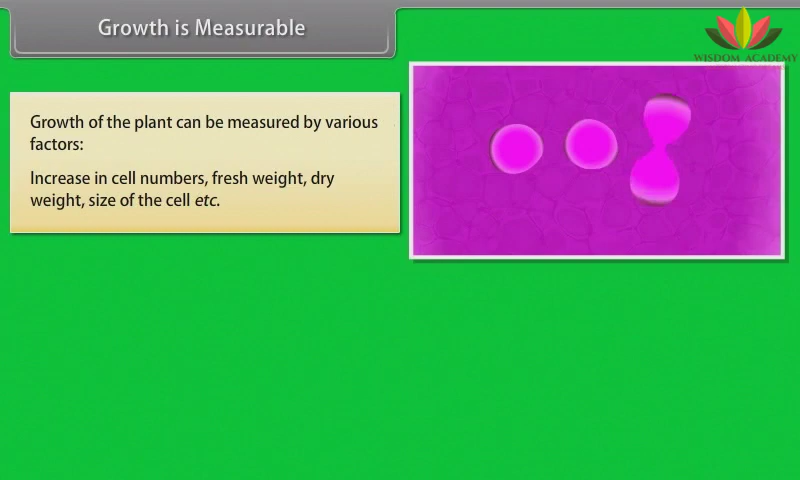 Growth is Measurable
WISDOM ACADEMY
Growth of the plant can be measured by various
factors:
Increase in cell numbers, fresh weight, dry
weight, size of the cell etc.